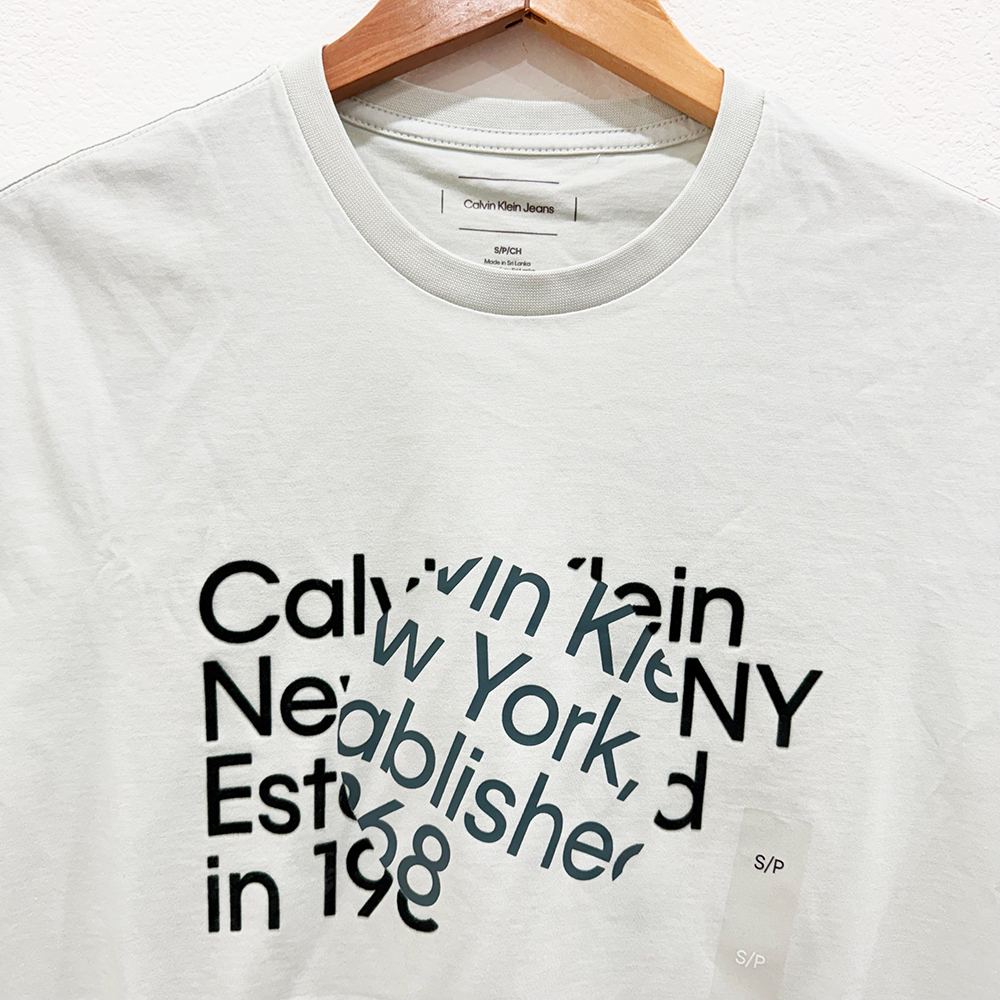 Calvin Klein Jeans
S/P/CH
Made in Sri Lanka
Calvin Klein
New York, NY
Established
in 1968
S/P
S/P